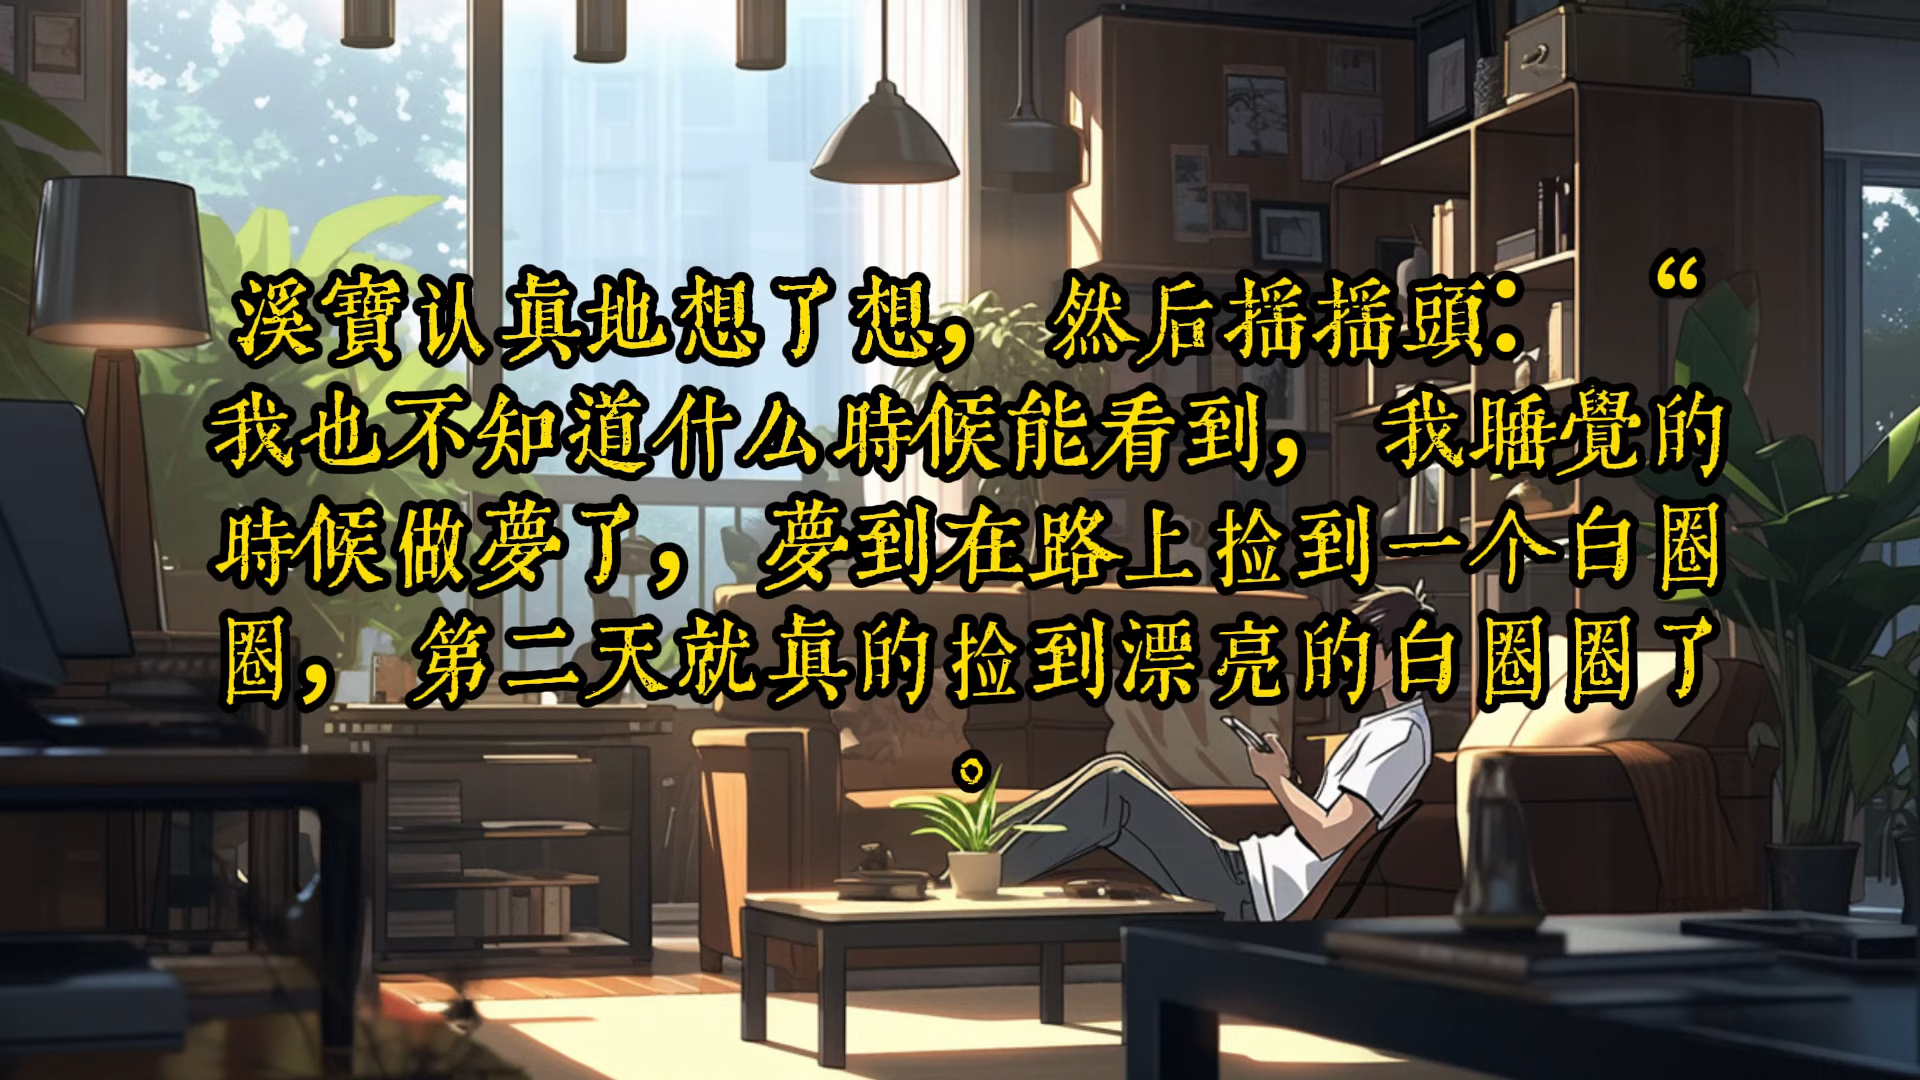 溪寶认真地想了想，然后摇摇頭：“
我也不知道什么時候能看到，我睡覺的
時候做夢了，夢到在路上捡到一个白圈
圈，第二天就真的捡到漂亮的白圈圈了
。